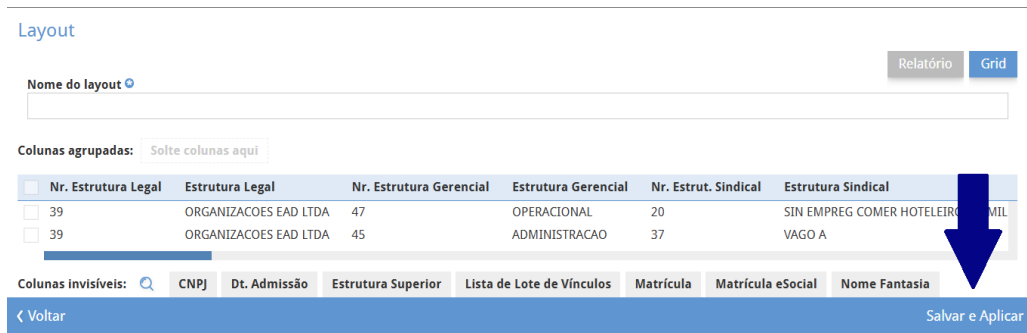 Layout
Relatório Grid
Nome do layout
Colunas agrupadas: Solte colunas aqui
Nr. Estrutura Legal Estrutura Legal Nr. Estrutura Gerencial Estrutura Gerencial Nr. Estrut. Sindical Estrutura Sindical
39 ORGANIZACOES EAD LTDA 47 OPERACIONAL 20 SIN EMPREG COMER HOTELEIRO MIL
39 ORGANIZACOES EAD LTDA 45 ADMINISTRACAO 37 VAGO A
Colunas invisíveis: CNPJ Dt. Admissão Estrutura Superior Lista de Lote de Vínculos Matrícula Matrícula eSocial Nome Fantasia
Voltar Salvar e Aplicar